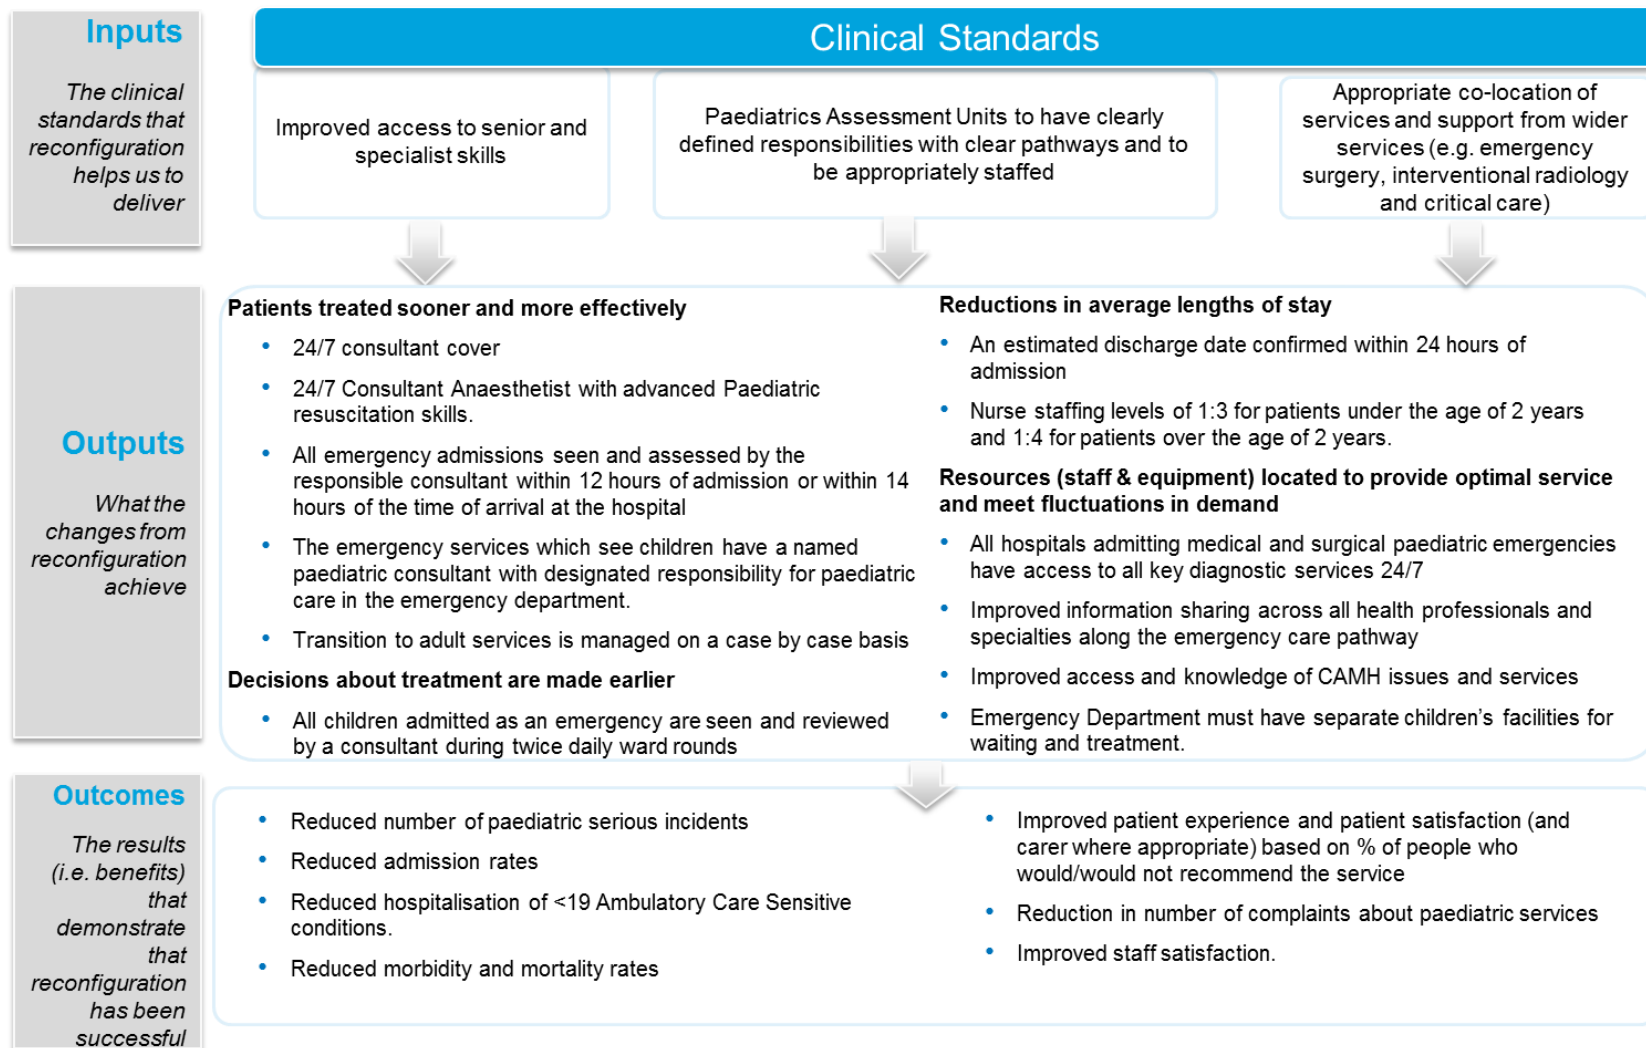 Inputs
The clinical
standards that
reconfiguration
helps us to
deliver
Clinical Standards
Improved access to senior and
specialist skills
Paediatrics Assessment Units to have clearly
defined responsibilities with clear pathways and to
be appropriately staffed
Appropriate co-location of
services and support from wider
services (e.g. emergency
surgery, interventional radiology
and critical care)
Outputs
What the
changes from
reconfiguration
achieve
Patients treated sooner and more effectively
• 24/7 consultant cover
• 24/7 Consultant Anaesthetist with advanced Paediatric
resuscitation skills.
• All emergency admissions seen and assessed by the
responsible consultant within 12 hours of admission or within 14
hours of the time of arrival at the hospital
• The emergency services which see children have a named
paediatric consultant with designated responsibility for paediatric
care in the emergency department.
• Transition to adult services is managed on a case by case basis
Decisions about treatment are made earlier
• All children admitted as an emergency are seen and reviewed
by a consultant during twice daily ward rounds
Reductions in average lengths of stay
• An estimated discharge date confirmed within 24 hours of
admission
• Nurse staffing levels of 1:3 for patients under the age of 2 years
and 1:4 for patients over the age of 2 years.
Resources (staff & equipment) located to provide optimal service
and meet fluctuations in demand
• All hospitals admitting medical and surgical paediatric emergencies
have access to all key diagnostic services 24/7
• Improved information sharing across all health professionals and
specialties along the emergency care pathway
• Improved access and knowledge of CAMH issues and services
• Emergency Department must have separate children's facilities for
waiting and treatment.
Outcomes
The results
(i.e. benefits)
that
demonstrate
that
reconfiguration
has been
successful
• Reduced number of paediatric serious incidents
• Reduced admission rates
• Reduced hospitalisation of <19 Ambulatory Care Sensitive
conditions.
• Reduced morbidity and mortality rates
• Improved patient experience and patient satisfaction (and
carer where appropriate) based on % of people who
would/would not recommend the service
• Reduction in number of complaints about paediatric services
• Improved staff satisfaction.